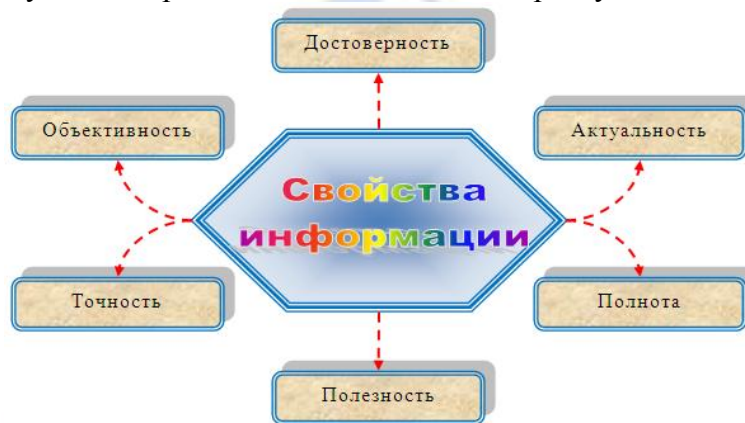 Достоверность
Объективность
Актуальность
Свойства
информации
Точность
Полнота
Полезность